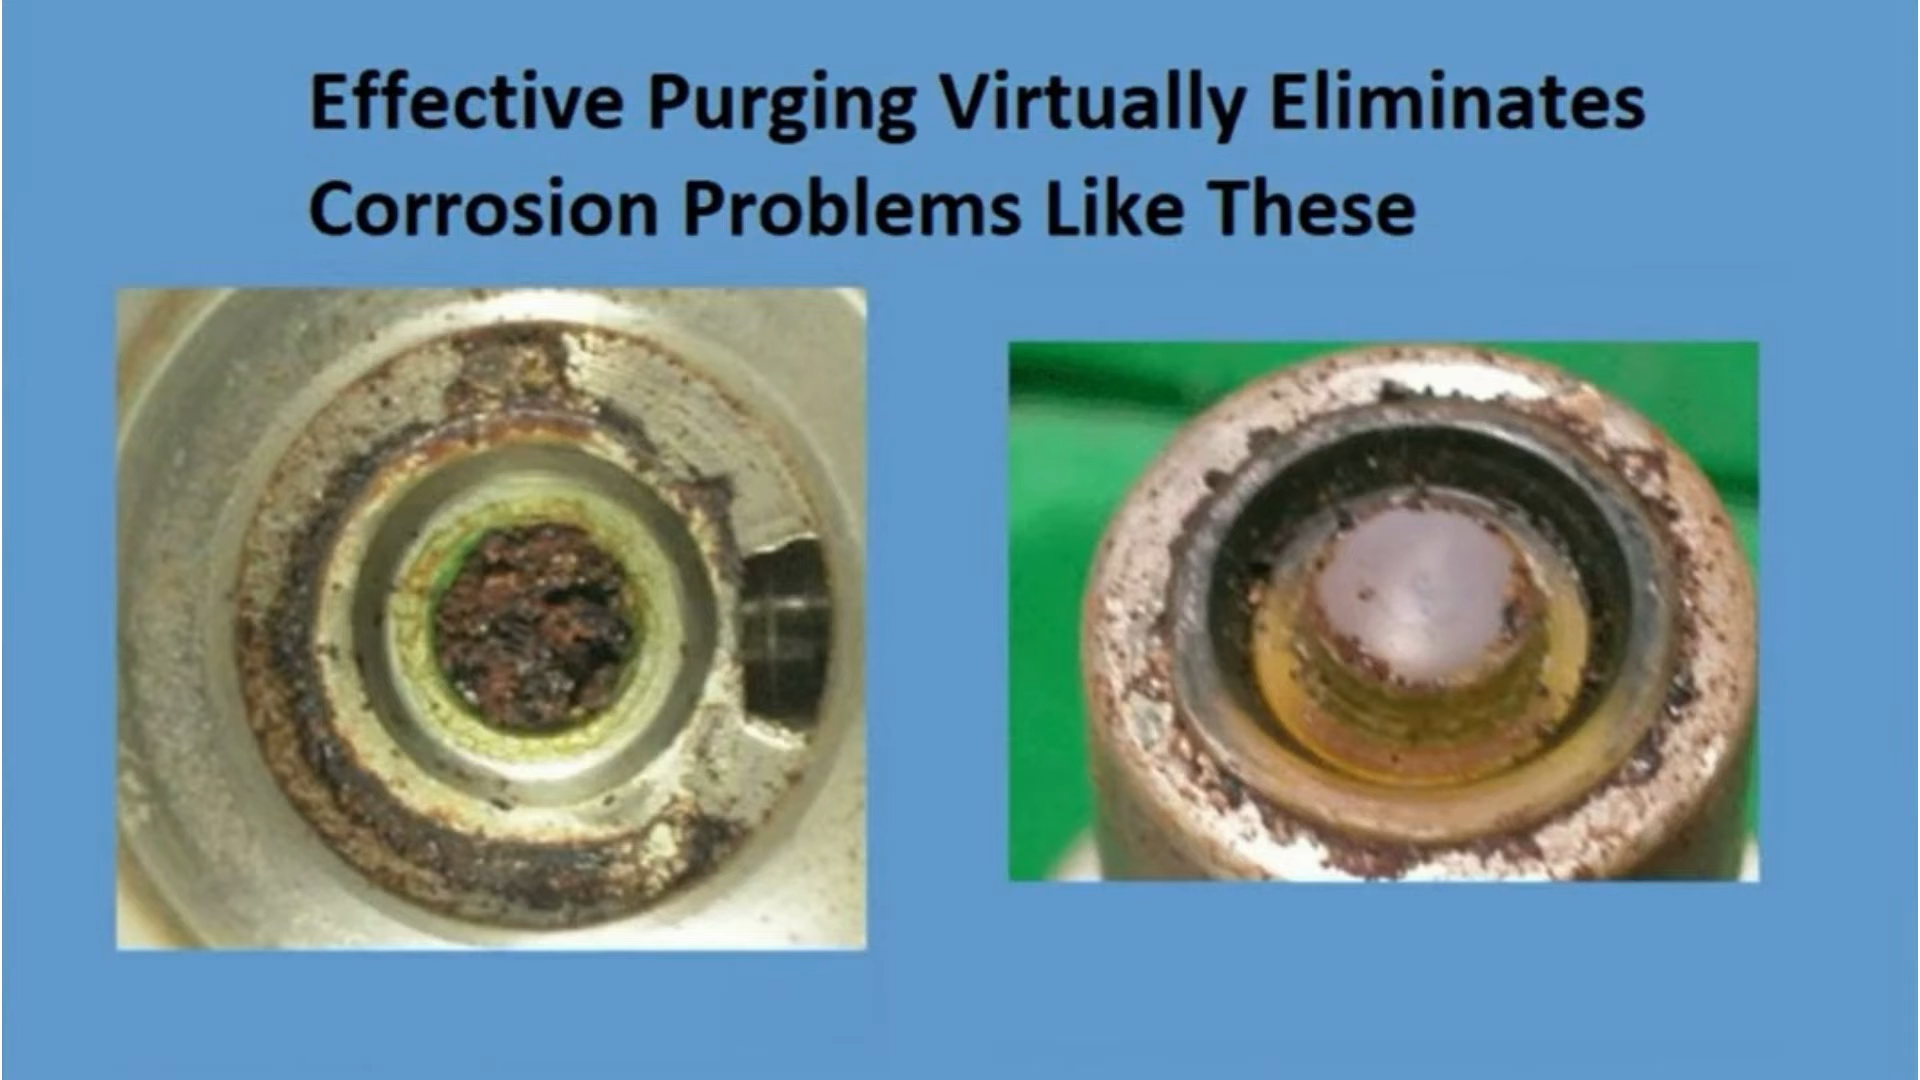 Effective Purging Virtually Eliminates
Corrosion Problems Like These